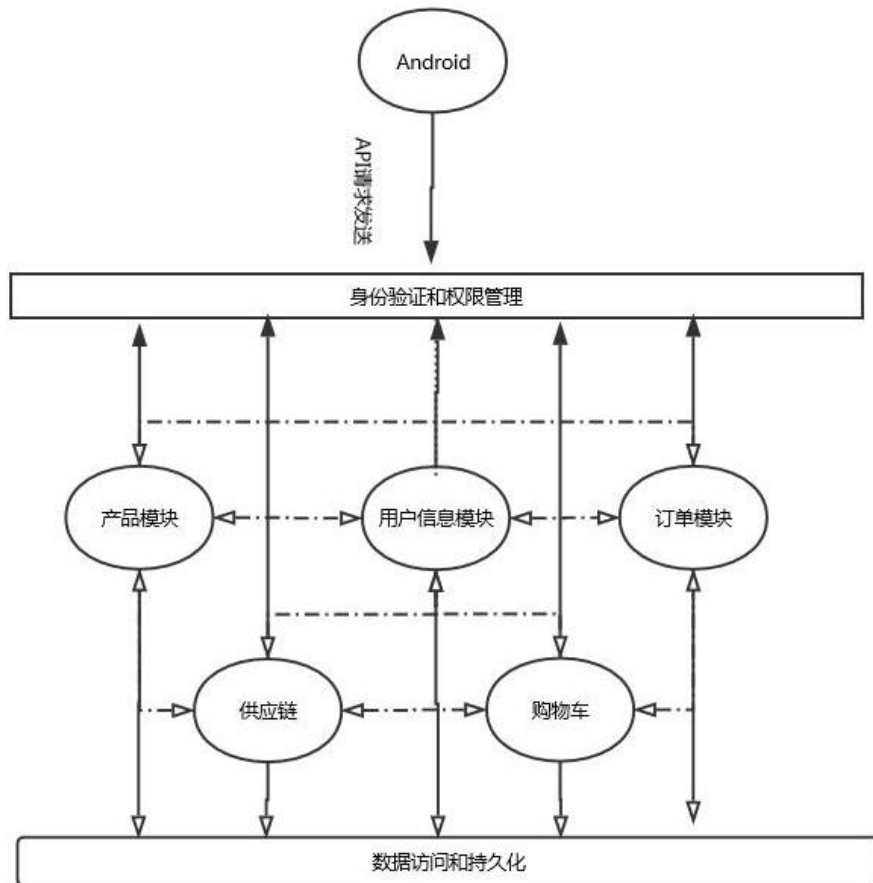 Android
API请求发送
身份验证和权限管理
产品模块
用户信息模块
订单模块
供应链
购物车
数据访问和持久化